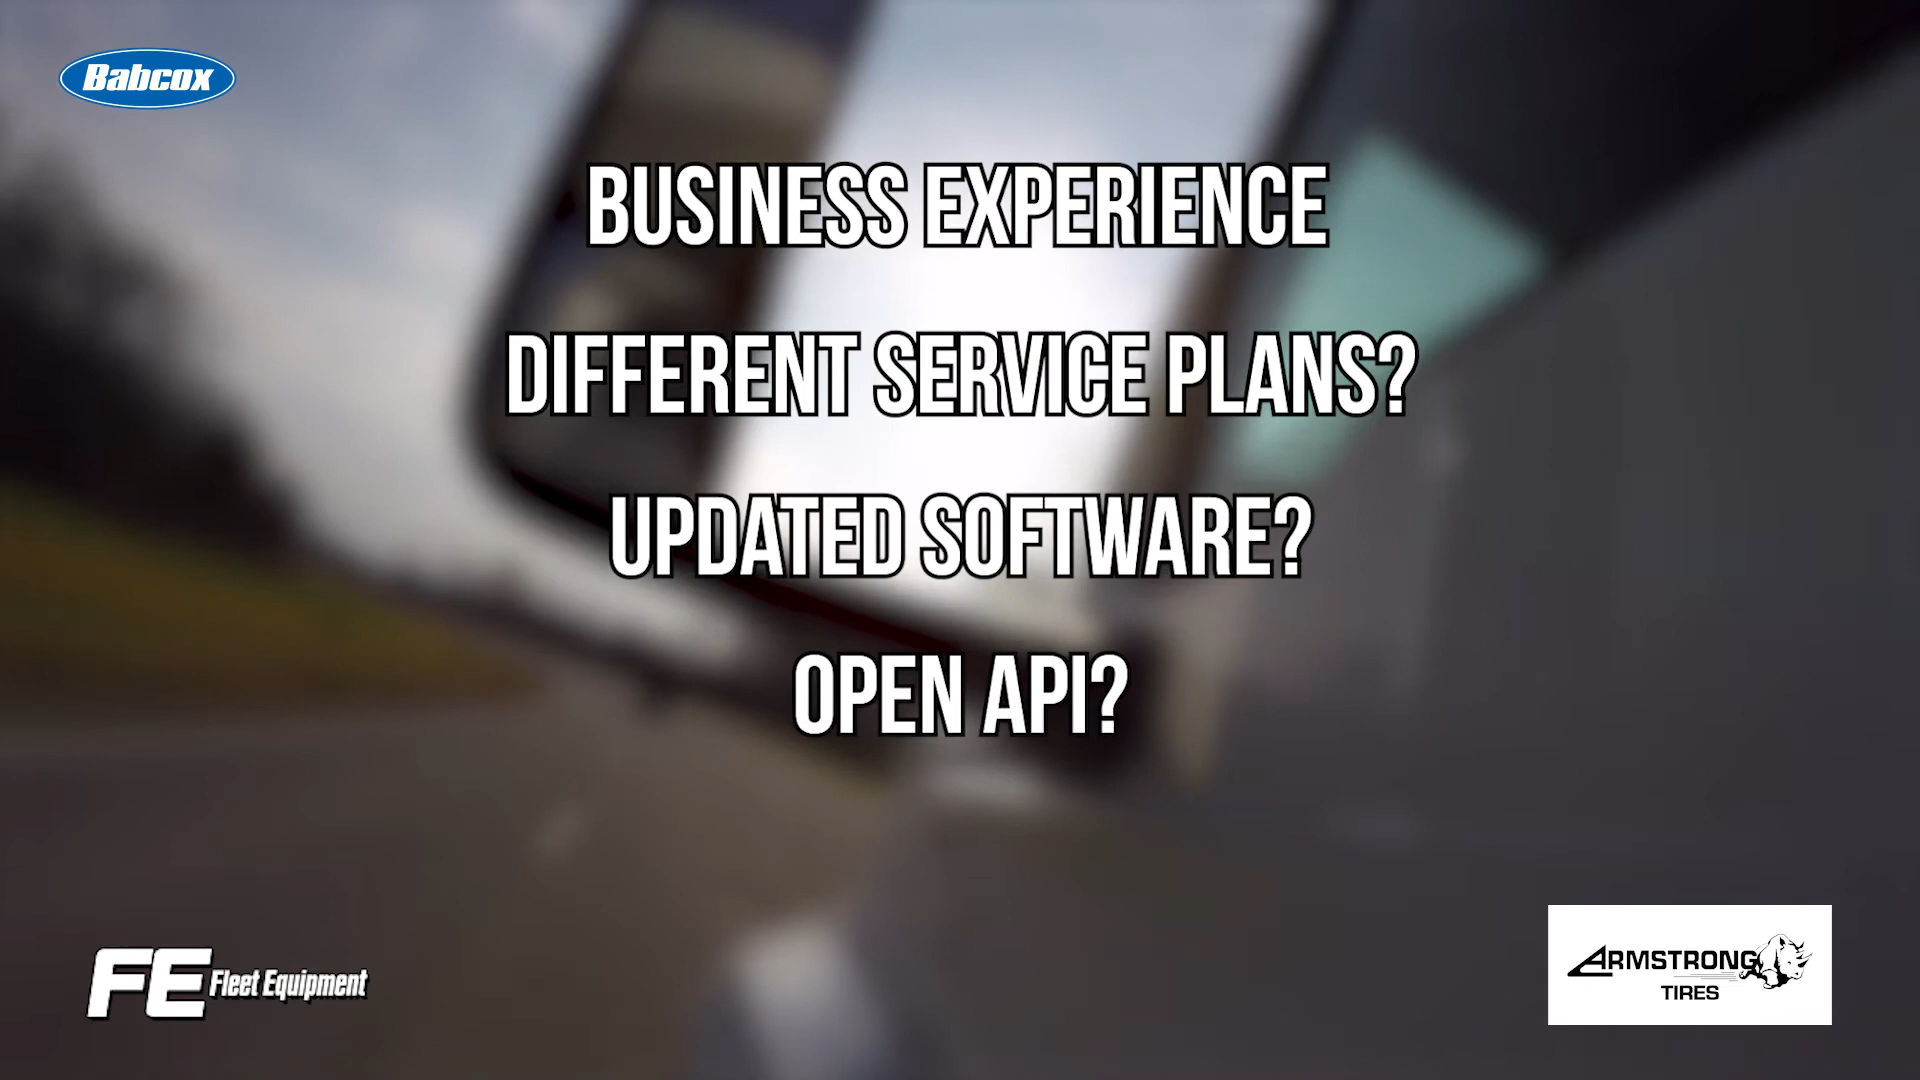 Babcox
BUSINESS EXPERIENCE
DIFFERENT SERVICE PLANS?
UPDATED SOFTWARE?
OPEN API?
FE Fleet Equipment
ARMSTRONG
TIRES